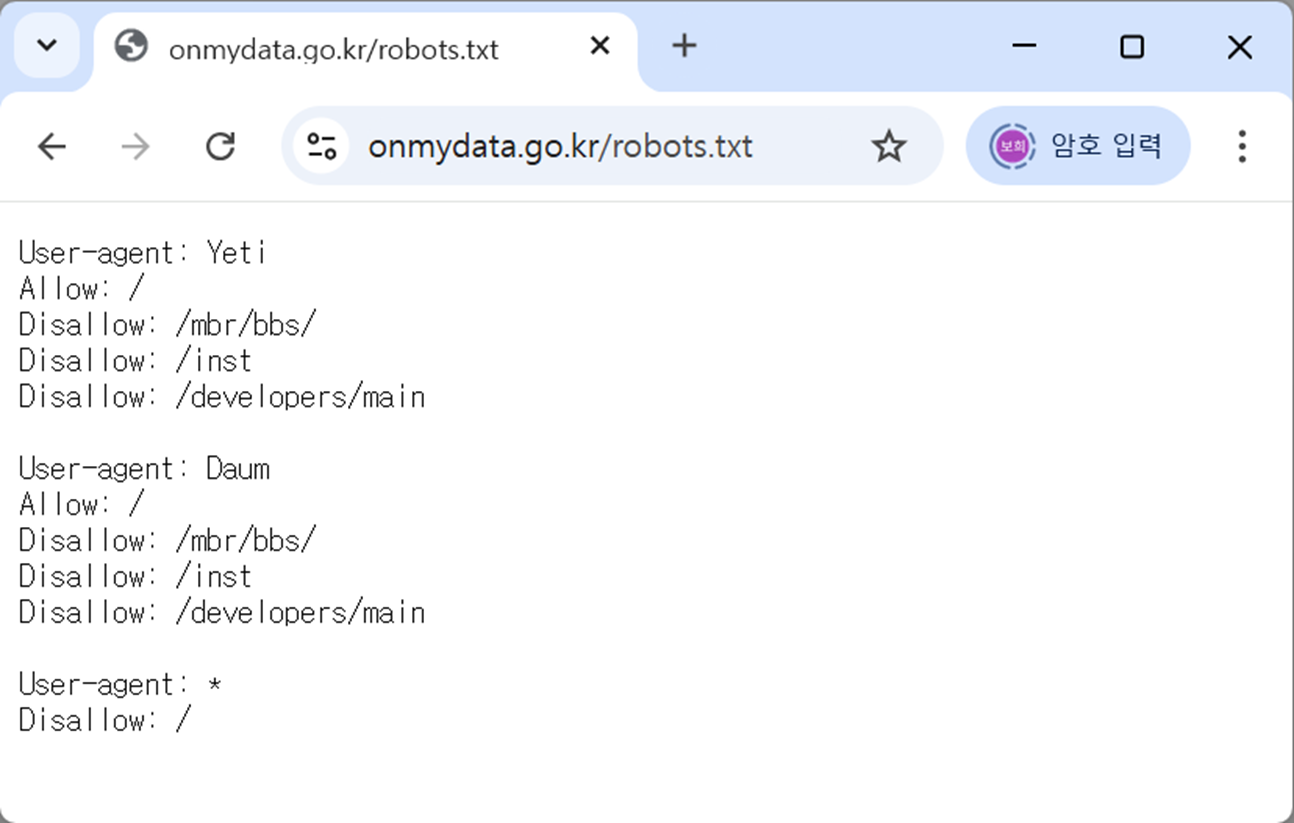 onmydata.go.kr/robots.txt
onmydata.go.kr/robots.txt
보희
암호 입력
User-agent: Yeti
Allow: /
Disallow: /mbr/bbs/
Disallow: /inst
Disallow: /developers/main
User-agent: Daum
Allow: /
Disallow: /mbr/bbs/
Disallow: /inst
Disallow: /developers/main
User-agent: *
Disallow: /